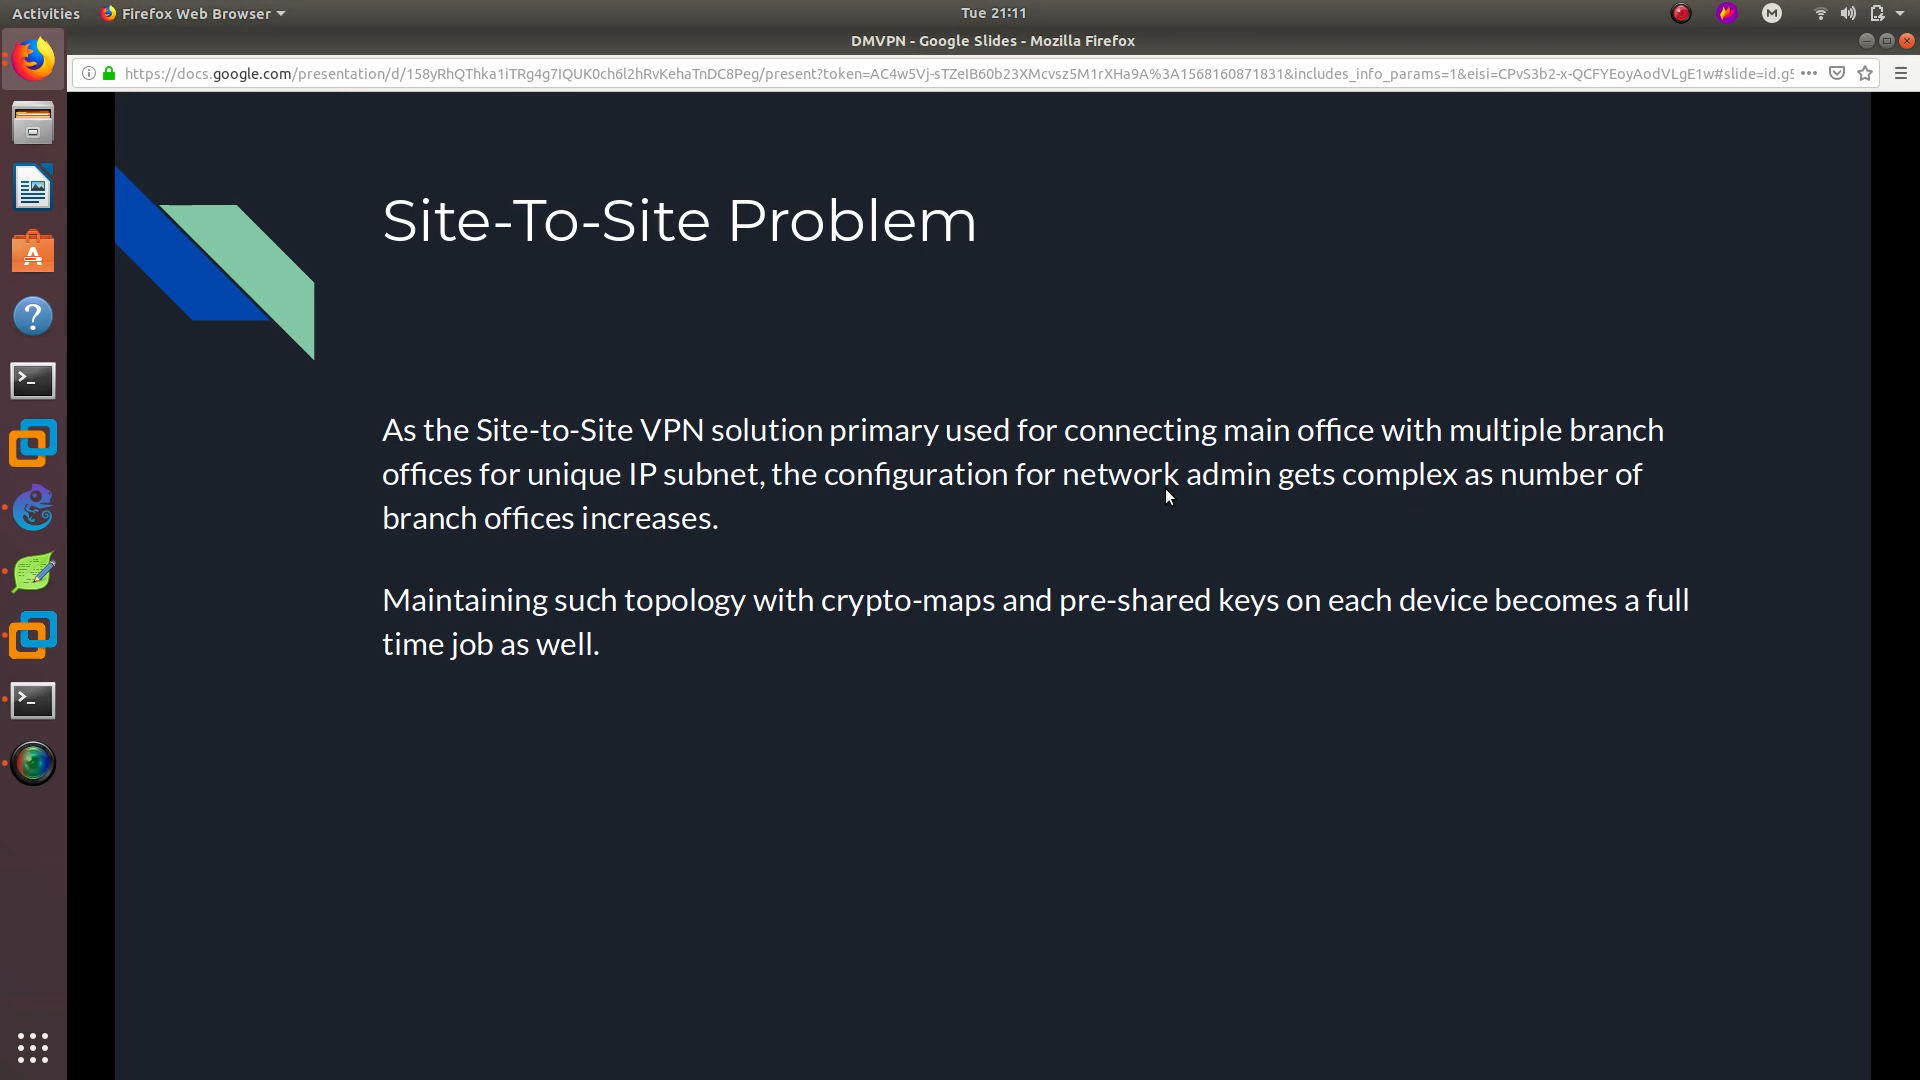 Activities Firefox Web Browser Tue 21:11 M
DMVPN - Google Slides - Mozilla Firefox
https://docs.google.com/presentation/d/158yRhQThka1iTRg4g7IQUK0ch6l2hRvKehaTnDC8Peg/present?token=AC4w5Vj-sTZeIB60b23XMcvsz5M1rXHa9A%3A1568160871831&includes_info_params=1&eisi=CPvS3b2-x-QCFYEoyAodVLgE1w#slide=id.g5
Site-To-Site Problem
As the Site-to-Site VPN solution primary used for connecting main office with multiple branch
offices for unique IP subnet, the configuration for network admin gets complex as number of
branch offices increases.
Maintaining such topology with crypto-maps and pre-shared keys on each device becomes a full
time job as well.